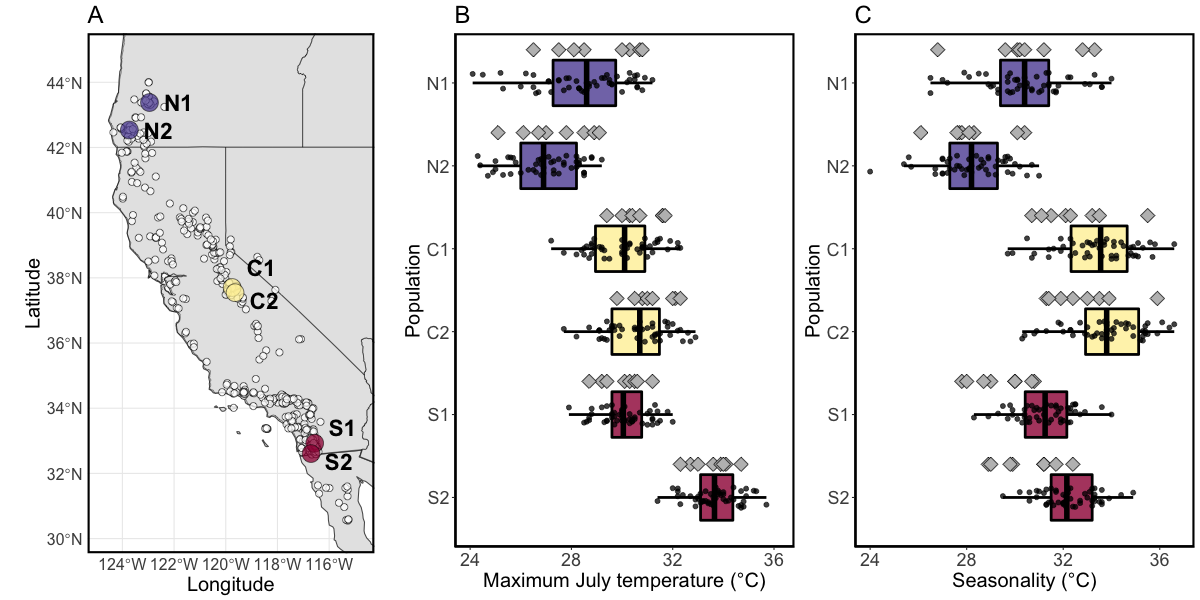 A
B
C
44°N
42°N
40°N
38°N
36°N
34°N
32°N
30°N
Latitude
N1
N2
C1
C2
S1
S2
124°W 122°W 120°W 118°W 116°W
Longitude
Population
N1
N2
C1
C2
S1
S2
24 28 32 36
Maximum July temperature (°C)
Population
N1
N2
C1
C2
S1
S2
24 28 32 36
Seasonality (°C)